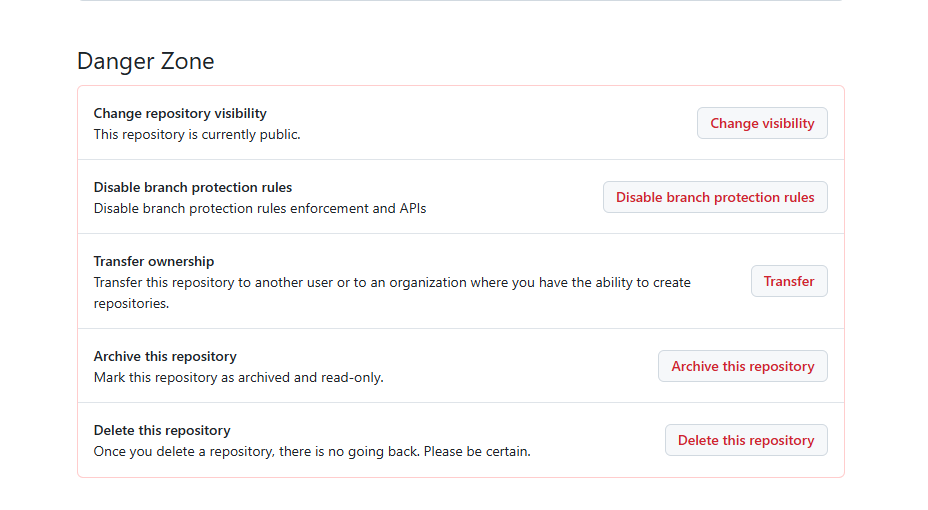 Danger Zone
Change repository visibility
This repository is currently public.
Change visibility
Disable branch protection rules
Disable branch protection rules enforcement and APIs
Disable branch protection rules
Transfer ownership
Transfer this repository to another user or to an organization where you have the ability to create
repositories.
Transfer
Archive this repository
Mark this repository as archived and read-only.
Archive this repository
Delete this repository
Once you delete a repository, there is no going back. Please be certain.
Delete this repository